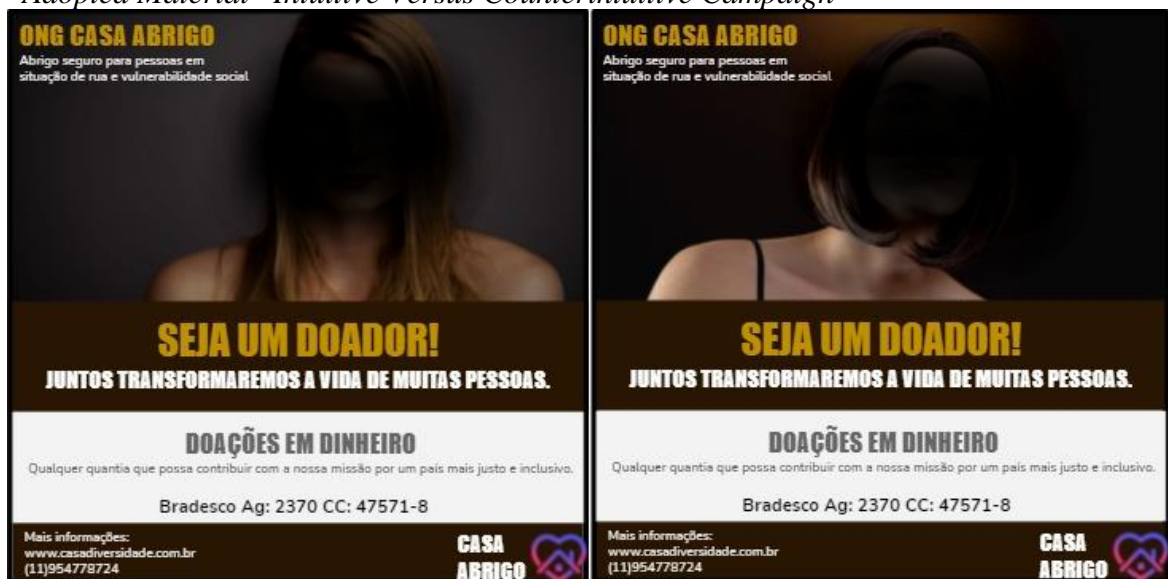 Adopted Material - Intuitive Versus Counterintuitive Campaign
ONG CASA ABRIGO
Abrigo seguro para pessoas em
situação de rua e vulnerabilidade social
SEJA UM DOADOR!
JUNTOS TRANSFORMAREMOS A VIDA DE MUITAS PESSOAS.
DOAÇÕES EM DINHEIRO
Qualquer quantia que possa contribuir com a nossa missão por um país mais justo e inclusivo.
Bradesco Ag: 2370 CC: 47571-8
Mais informações:
www.casadiversidade.com.br
(11)954778724
CASA
ABRIGO
ONG CASA ABRIGO
Abrigo seguro para pessoas em
situação de rua e vulnerabilidade social
SEJA UM DOADOR!
JUNTOS TRANSFORMAREMOS A VIDA DE MUITAS PESSOAS.
DOAÇÕES EM DINHEIRO
Qualquer quantia que possa contribuir com a nossa missão por um país mais justo e inclusivo.
Bradesco Ag: 2370 CC: 47571-8
Mais informações:
www.casadiversidade.com.br
(11)954778724
CASA
ABRIGO